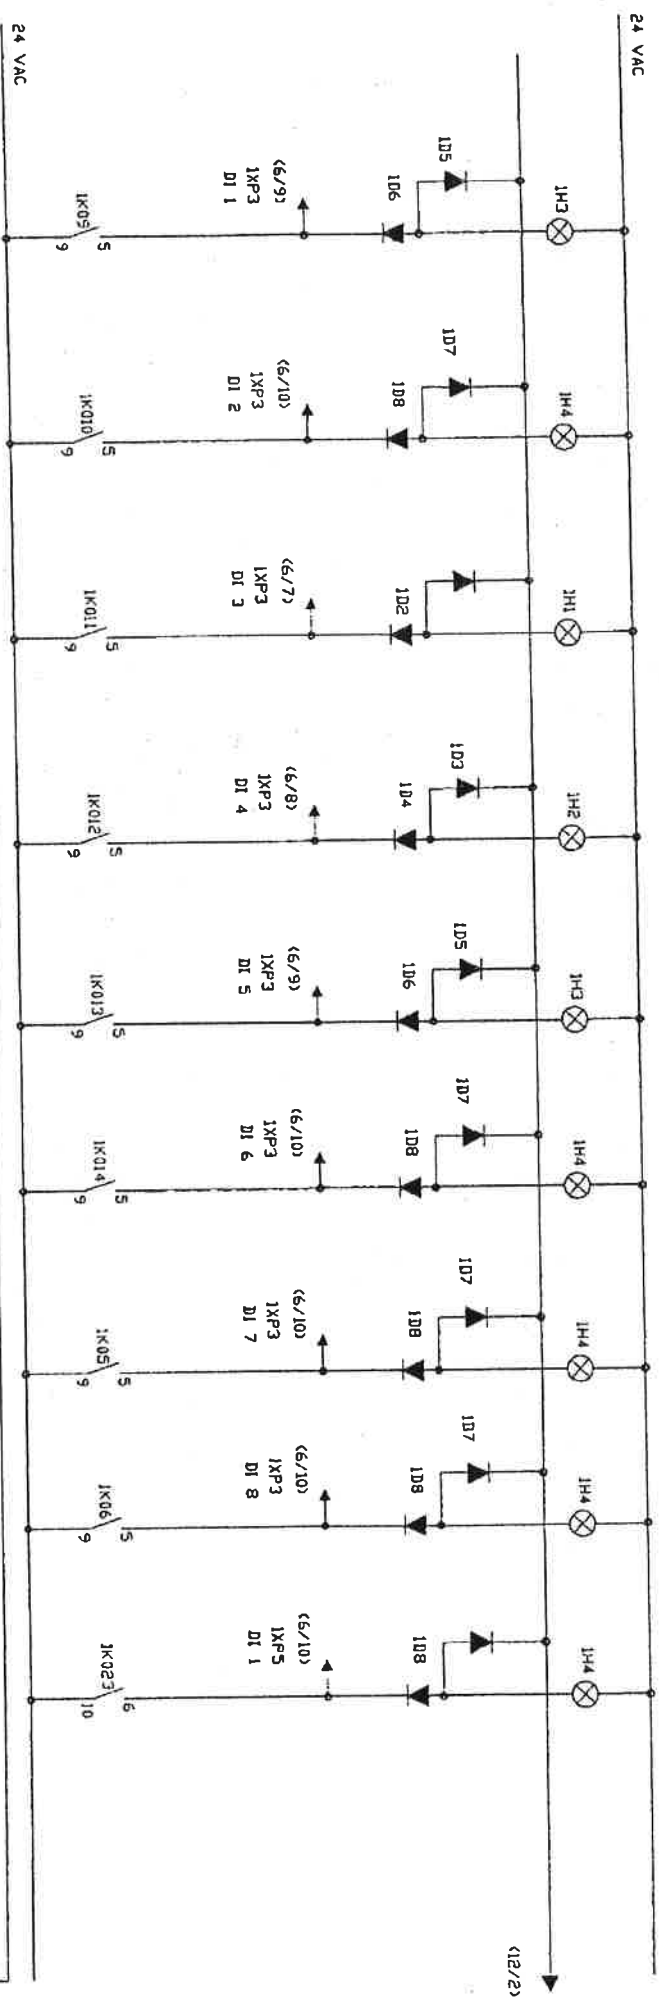 24 VAC
24 VAC
1H3
1D5
1D6
(6/9)
1XP3
DI 1
1K09
5
9
1H4
1D7
1D8
(6/10)
1XP3
DI 2
1K010
5
9
1H1
1D2
(6/7)
1XP3
DI 3
1K011
5
9
1H2
1D3
1D4
(6/8)
1XP3
DI 4
1K012
5
9
1H3
1D5
1D6
(6/9)
1XP3
DI 5
1K013
5
9
1H4
1D7
1D8
(6/10)
1XP3
DI 6
1K014
5
9
1H4
1D7
1D8
(6/10)
1XP3
DI 7
1K05
5
9
1H4
1D7
1D8
(6/10)
1XP3
DI 8
1K06
5
9
1H4
1D8
(6/10)
1XP5
DI 1
1K023
6
10
(12/2)